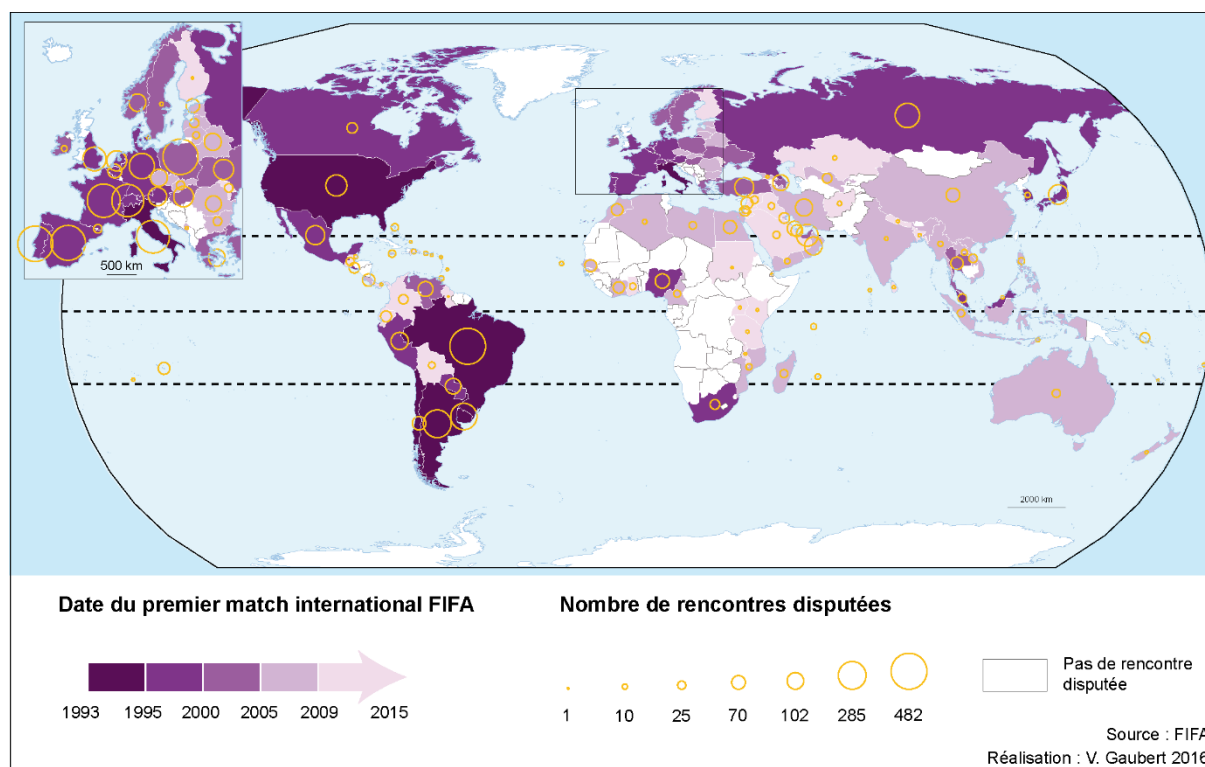 500 km
2000 km
Date du premier match international FIFA
1993 1995 2000 2005 2009 2015
Nombre de rencontres disputées
1 10 25 70 102 285 482
Pas de rencontre
disputée
Source : FIFA
Réalisation : V. Gaubert 2016